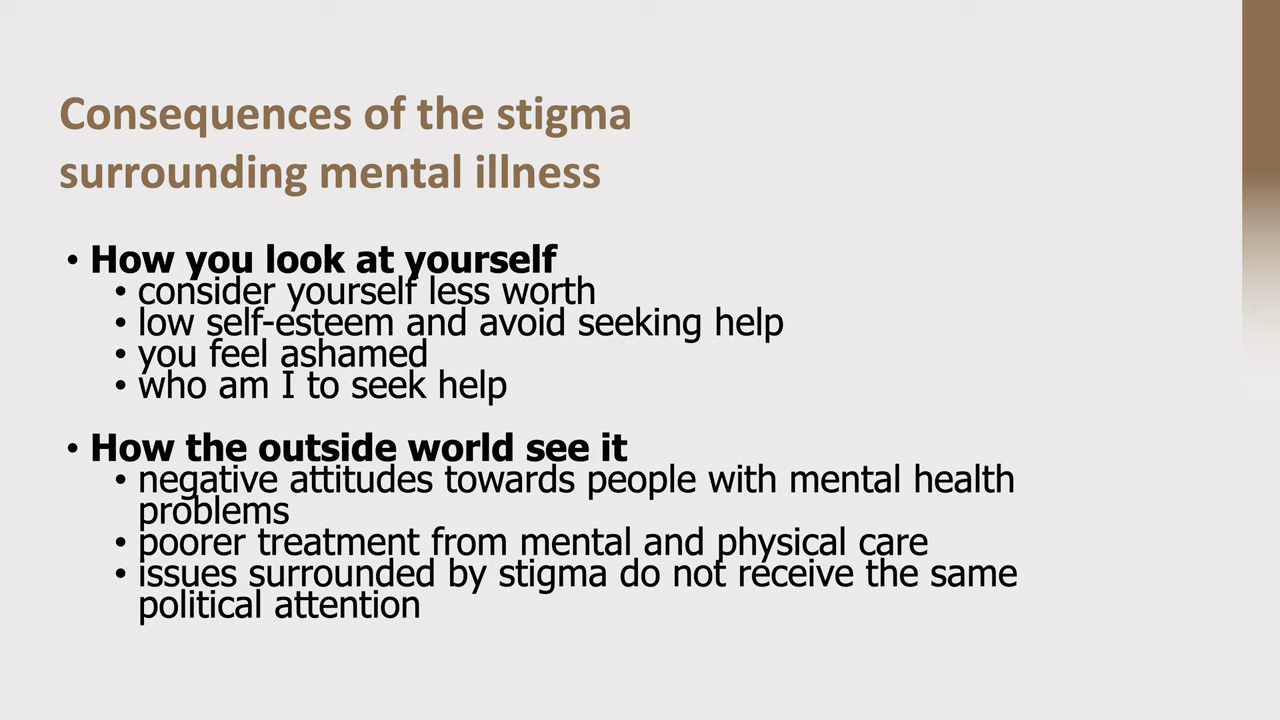 Consequences of the stigma
surrounding mental illness
• How you look at yourself
• consider yourself less worth
• low self-esteem and avoid seeking help
• you feel ashamed
• who am I to seek help
• How the outside world see it
• negative attitudes towards people with mental health
problems
• poorer treatment from mental and physical care
• issues surrounded by stigma do not receive the same
political attention